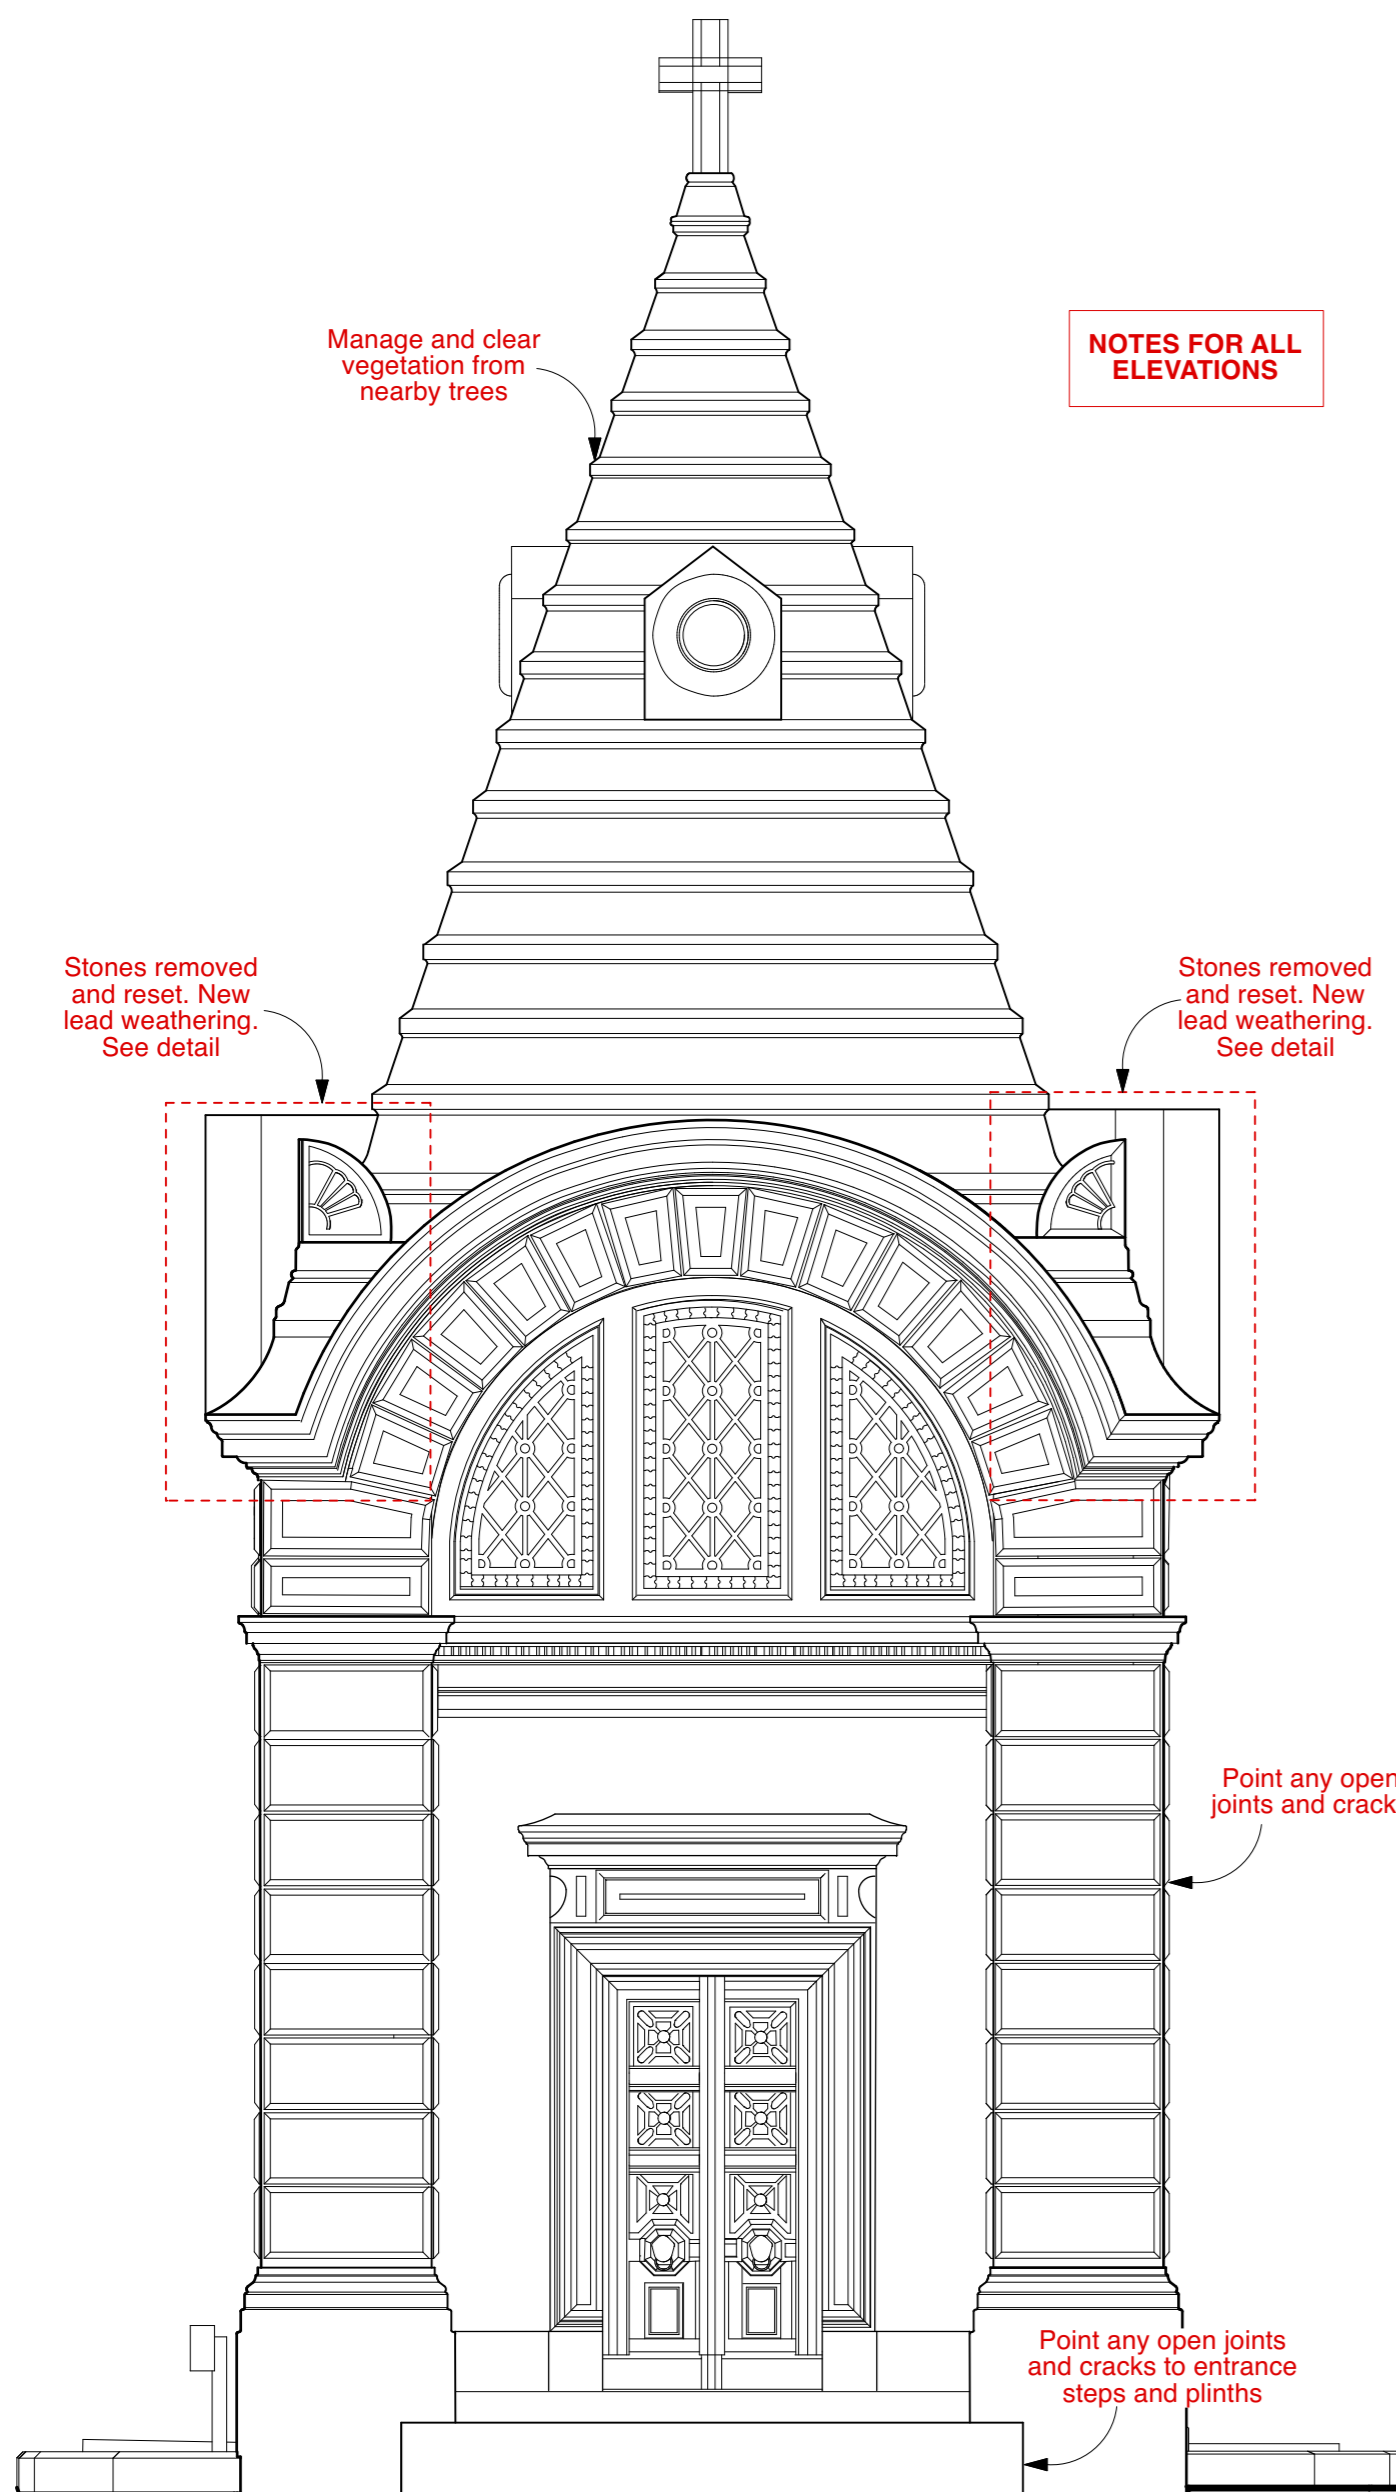 Manage and clear
vegetation from
nearby trees
NOTES FOR ALL
ELEVATIONS
Stones removed
and reset. New
lead weathering.
See detail
Stones removed
and reset. New
lead weathering.
See detail
Point any open
joints and crack
Point any open joints
and cracks to entrance
steps and plinths